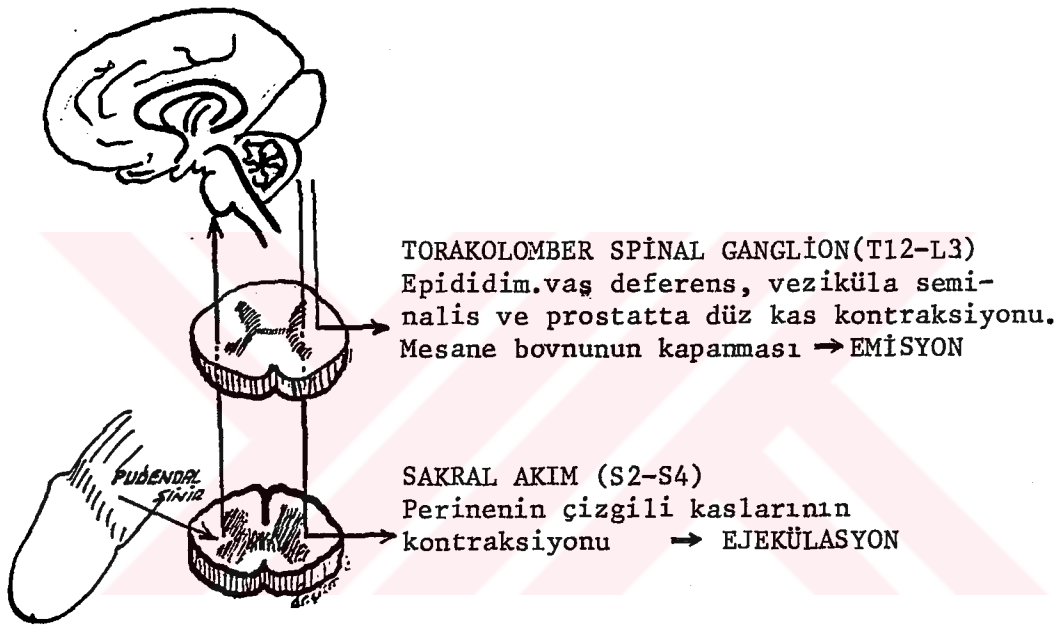 TORAKOLOMBER SPİNAL GANGLİON(T12-L3)
Epididim.vaş deferens, veziküla semi-
nalis ve prostatta düz kas kontraksiyonu.
Mesane bovnunun kapanması → EMİSYON
PUDENDAL
SİNİR
SAKRAL AKIM (S2-S4)
Perinenin çizgili kaslarının
kontraksiyonu → EJEKÜLASYON